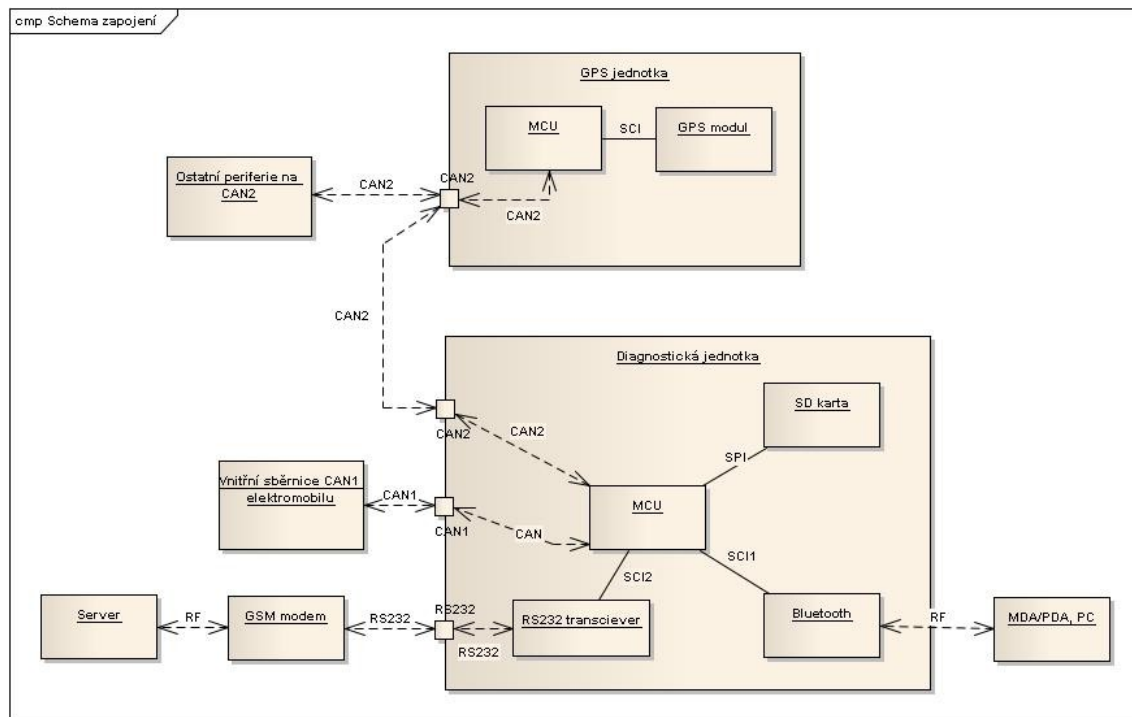 cmp Schema zapojení
GPS jednotka
MCU
SCI
GPS modul
Ostatní periferie na
CAN2
CAN2
CAN2
CAN2
CAN2
Diagnostická jednotka
SD karta
CAN2
CAN2
SPI
Vnitřní sběrnice CAN1
elektromobilu
CAN1
CAN1
CAN
MCU
SCI1
SCI2
Server
RF
GSM modem
RS232
RS232
RS232
RS232 transciever
Bluetooth
RF
MDA/PDA, PC